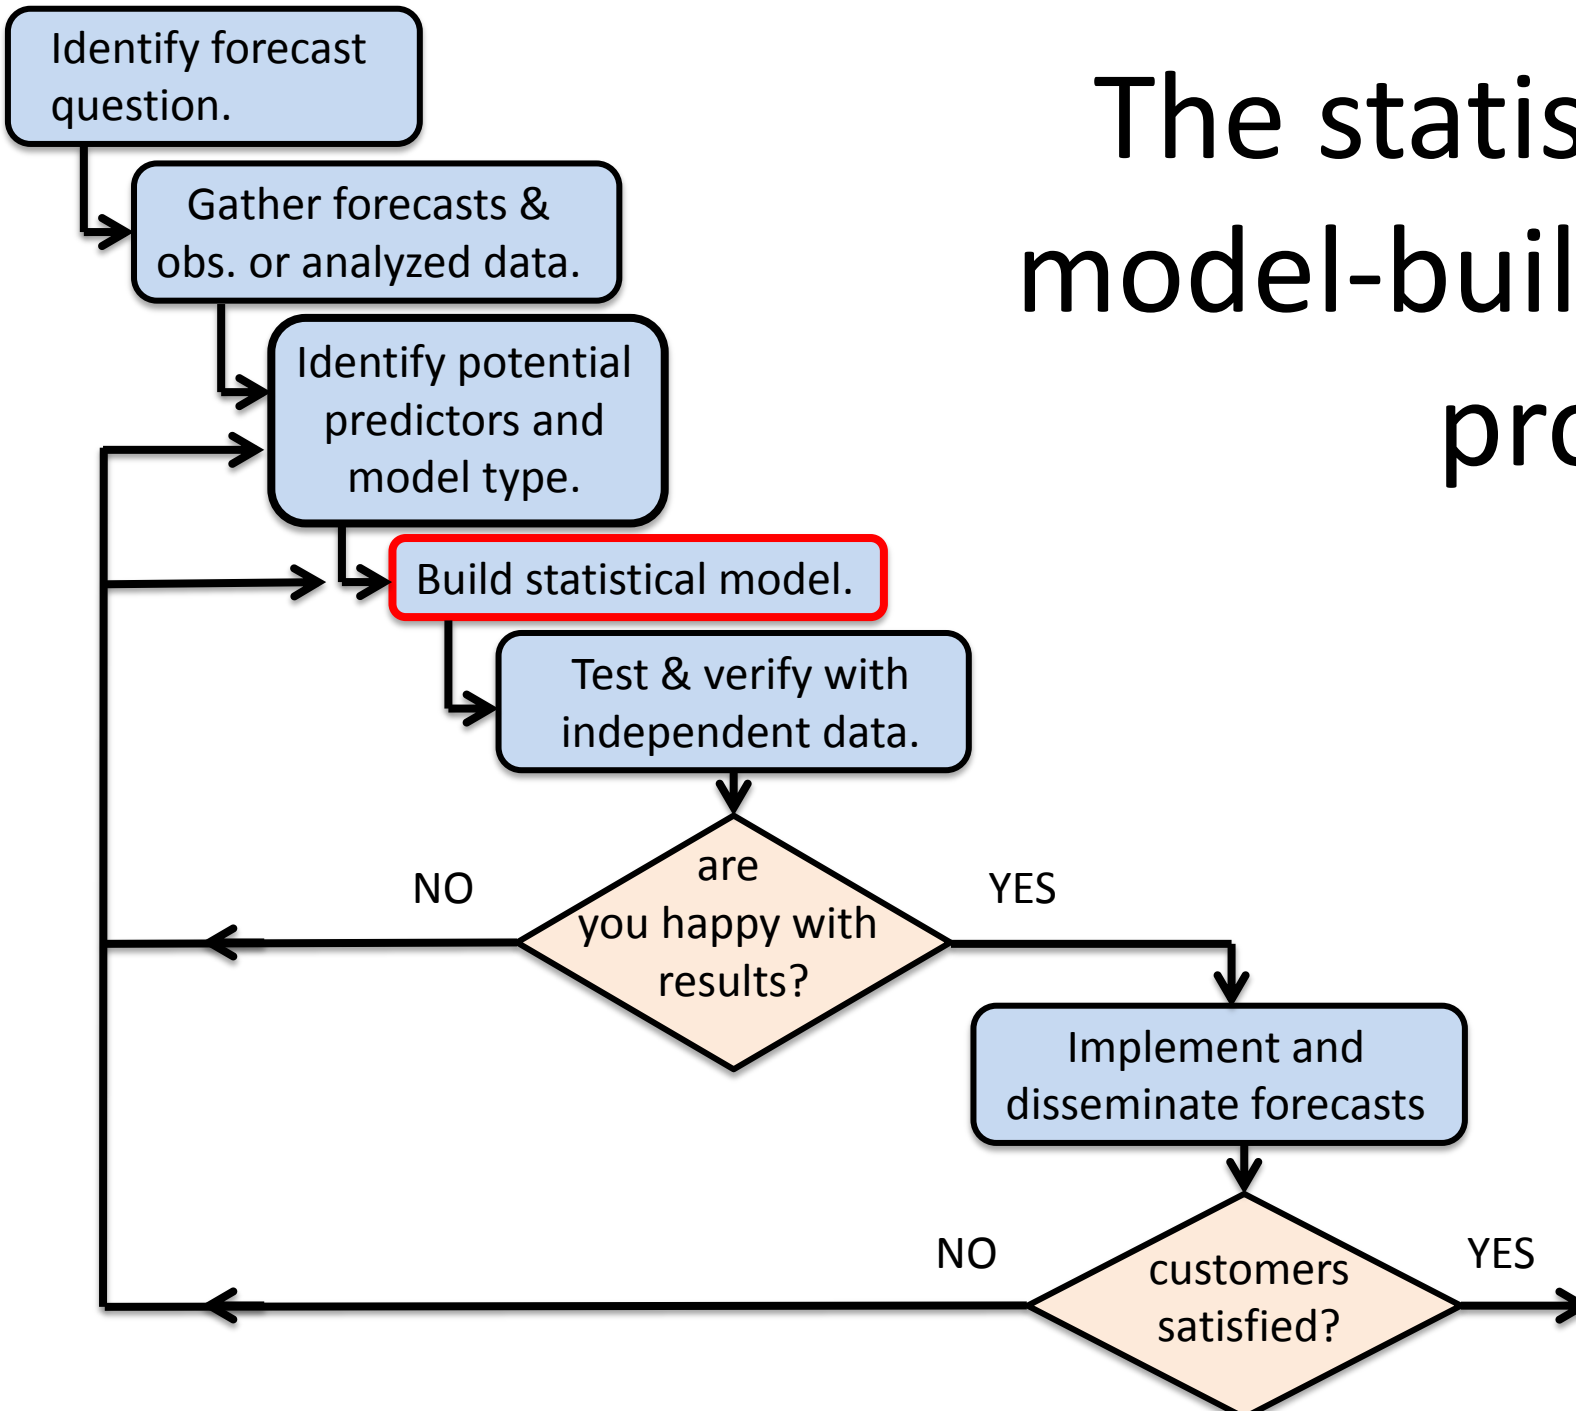 Identify forecast
question.
The statis
model-buil
pro
Gather forecasts &
obs. or analyzed data.
Identify potential
predictors and
model type.
Build statistical model.
Test & verify with
independent data.
are
you happy with
results?
NO
YES
Implement and
disseminate forecasts
customers
satisfied?
NO
YES